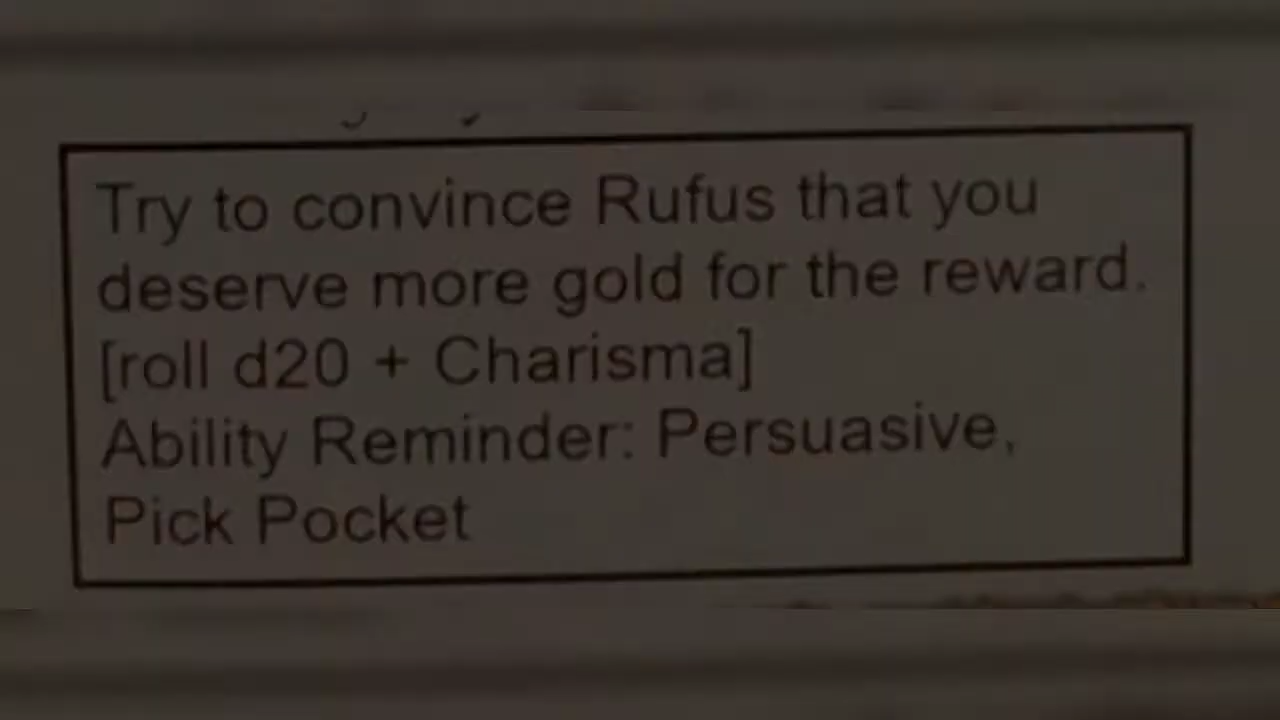 Try to convince Rufus that you
deserve more gold for the reward.
[roll d20 + Charisma]
Ability Reminder: Persuasive,
Pick Pocket